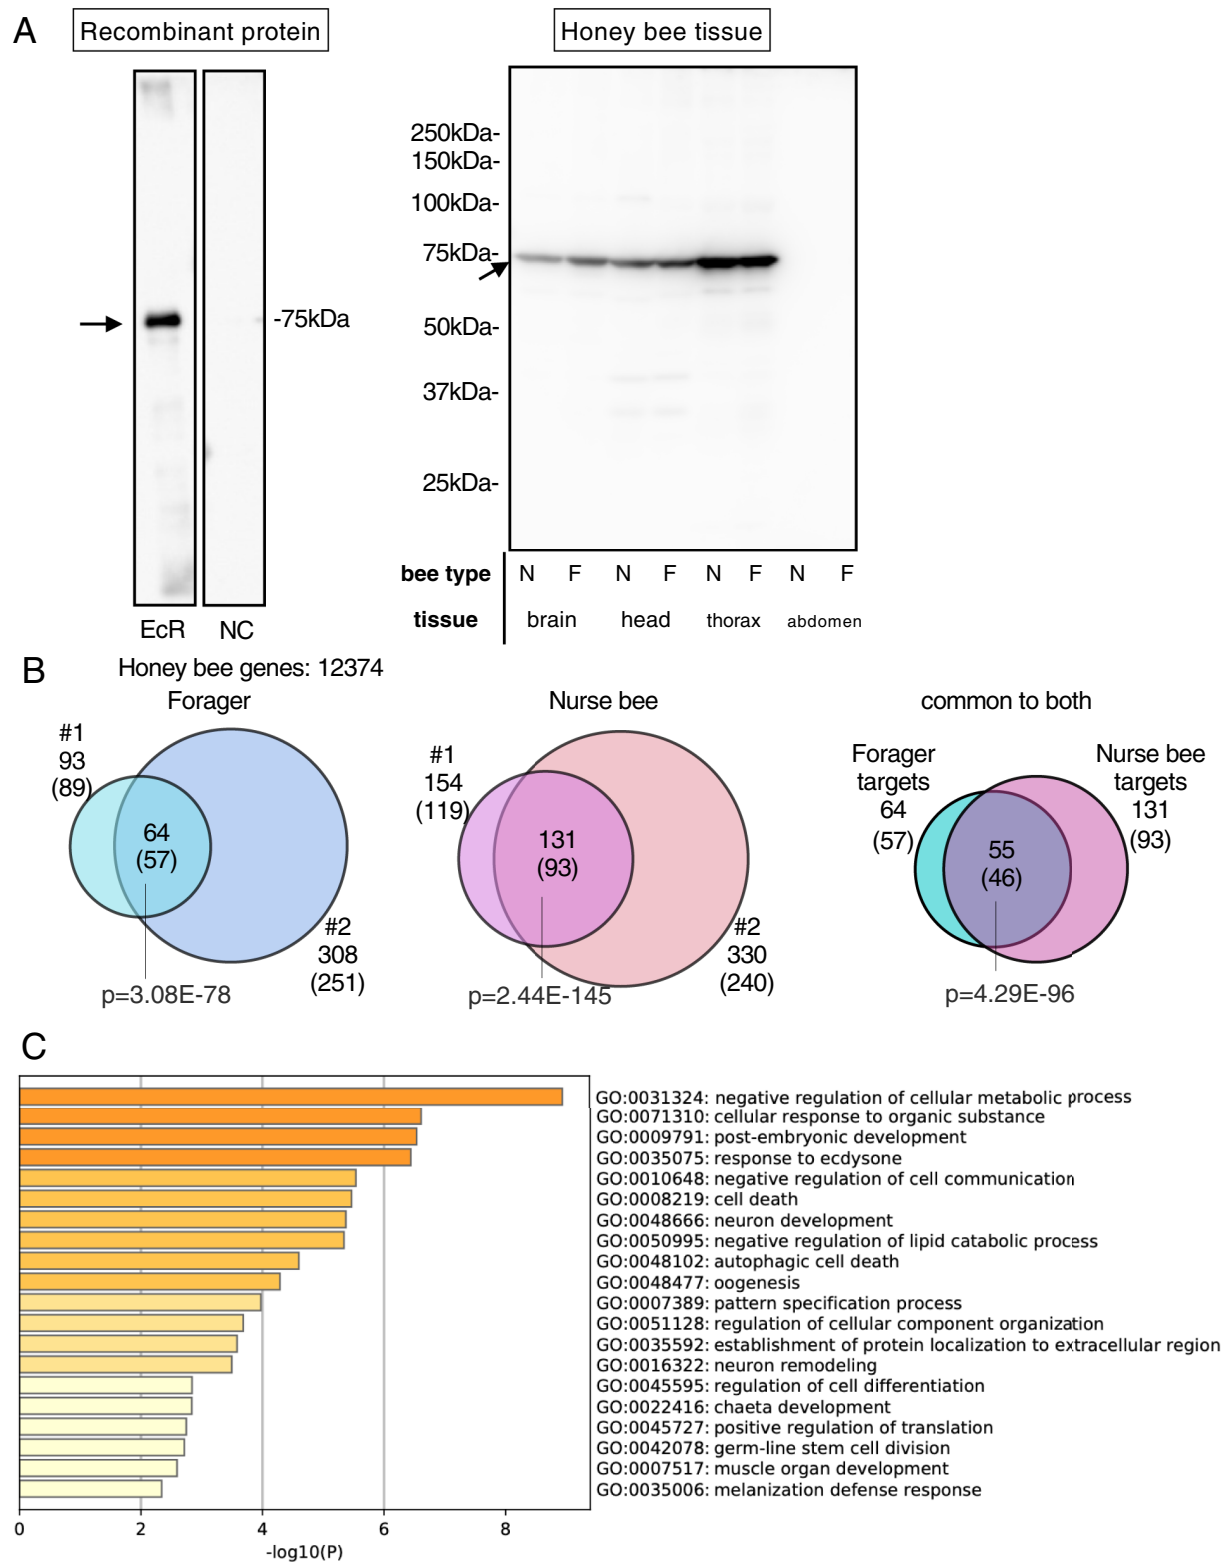 A
Recombinant protein
Honey bee tissue
-75kDa
EcR NC
250kDa-
150kDa-
100kDa-
75kDa-
50kDa-
37kDa-
25kDa-
bee type N F N F N F N F
tissue brain head thorax abdomen
B
Honey bee genes: 12374
Forager
#1
93
(89)
64
(57)
#2
308
(251)
p=3.08E-78
Nurse bee
#1
154
(119)
131
(93)
#2
330
(240)
p=2.44E-145
common to both
Forager
targets
64
(57)
55
(46)
Nurse bee
targets
131
(93)
p=4.29E-96
C
GO:0031324: negative regulation of cellular metabolic process
GO:0071310: cellular response to organic substance
GO:0009791: post-embryonic development
GO:0035075: response to ecdysone
GO:0010648: negative regulation of cell communication
GO:0008219: cell death
GO:0048666: neuron development
GO:0050995: negative regulation of lipid catabolic process
GO:0048102: autophagic cell death
GO:0048477: oogenesis
GO:0007389: pattern specification process
GO:0051128: regulation of cellular component organization
GO:0035592: establishment of protein localization to extracellular region
GO:0016322: neuron remodeling
GO:0045595: regulation of cell differentiation
GO:0022416: chaeta development
GO:0045727: positive regulation of translation
GO:0042078: germ-line stem cell division
GO:0007517: muscle organ development
GO:0035006: melanization defense response
0 2 4 6 8
-log10(P)